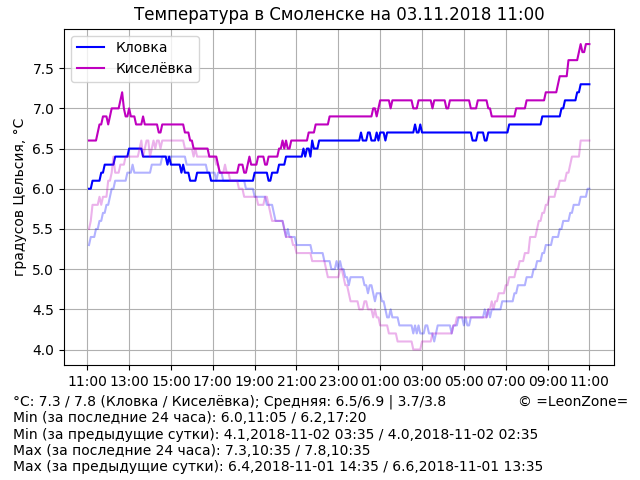 Температура в Смоленске на 03.11.2018 11:00
Кловка
Киселёвка
градусов Цельсия, °C
7.5
7.0
6.5
6.0
5.5
5.0
4.5
4.0
11:00 13:00 15:00 17:00 19:00 21:00 23:00 01:00 03:00 05:00 07:00 09:00 11:00
°C: 7.3 / 7.8 (Кловка / Киселёвка); Средняя: 6.5/6.9 | 3.7/3.8 © =LeonZone=
Min (за последние 24 часа): 6.0,11:05 / 6.2,17:20
Min (за предыдущие сутки): 4.1,2018-11-02 03:35 / 4.0,2018-11-02 02:35
Max (за последние 24 часа): 7.3,10:35 / 7.8,10:35
Max (за предыдущие сутки): 6.4,2018-11-01 14:35 / 6.6,2018-11-01 13:35